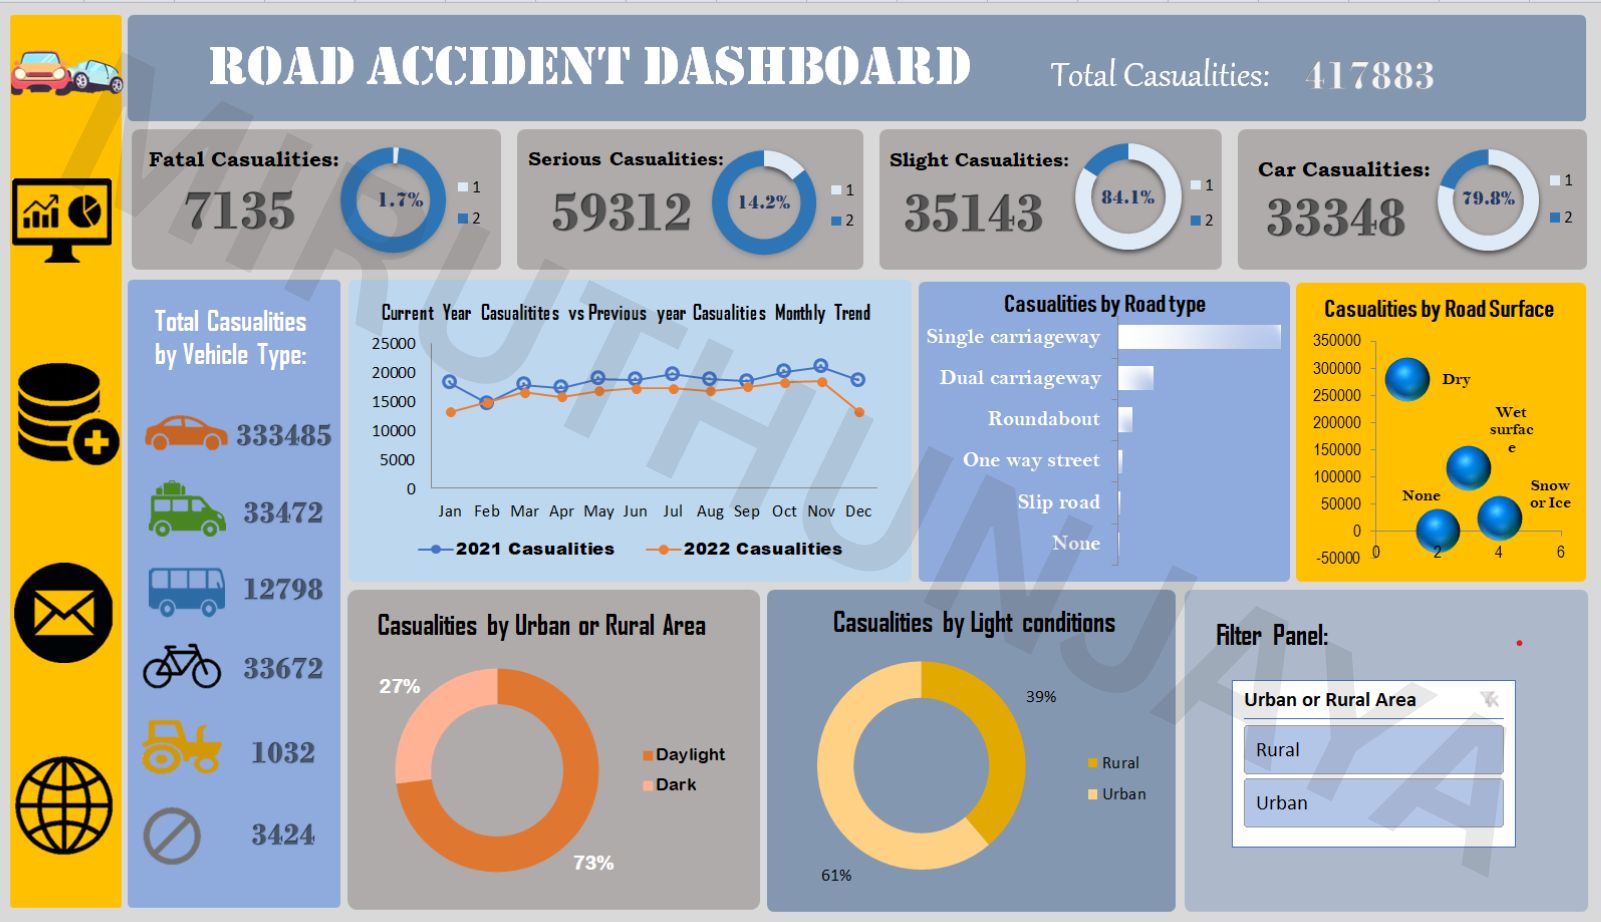 ROAD ACCIDENT DASHBOARD
Total Casualities: 417883
Fatal Casualities:
7135
1.7%
1
2
Serious Casualities:
59312
14.2%
1
2
Slight Casualities:
35143
84.1%
1
2
Car Casualities:
33348
79.8%
1
2
Total Casualities
by Vehicle Type:
333485
33472
12798
33672
1032
3424
Current Year Casualitites vs Previous year Casualities Monthly Trend
25000
20000
15000
10000
5000
0
Jan Feb Mar Apr May Jun Jul Aug Sep Oct Nov Dec
2021 Casualities 2022 Casualities
Casualities by Road type
Single carriageway
Dual carriageway
Roundabout
One way street
Slip road
None
Casualities by Road Surface
350000
300000
250000
200000
150000
100000
50000
0
-50000
0 2 4 6
Dry
Wet
surfac
e
None
Snow
or Ice
Casualities by Urban or Rural Area
27%
73%
Daylight
Dark
Casualities by Light conditions
39%
61%
Rural
Urban
Filter Panel:
Urban or Rural Area
Rural
Urban
MIRUTHUNJAYA